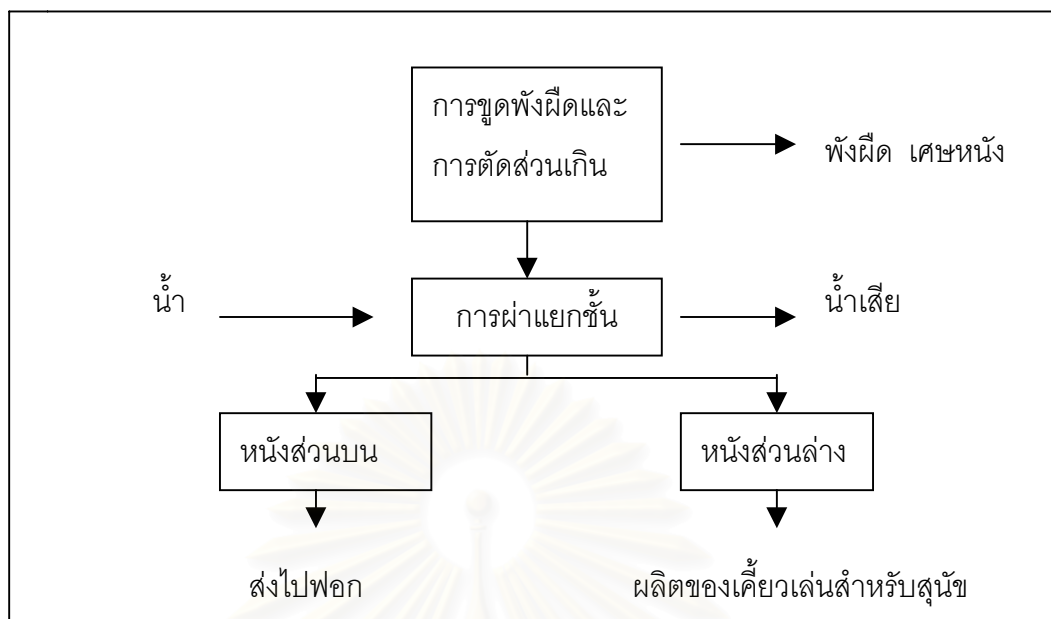 การขูดพังผืดและ
การตัดส่วนเกิน
พังผืด เศษหนัง
น้ำ
การผ่าแยกชั้น
น้ำเสีย
หนังส่วนบน
หนังส่วนล่าง
ส่งไปฟอก
ผลิตของเคี้ยวเล่นสำหรับสุนัข